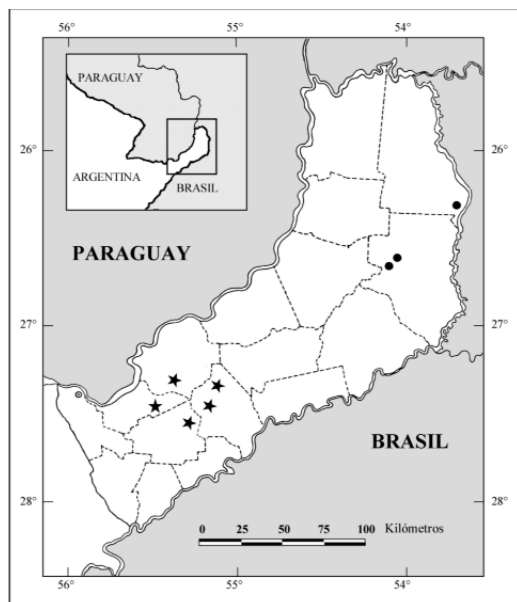 56° 55° 54°
PARAGUAY
ARGENTINA
BRASIL
26° 26°
PARAGUAY
27° 27°
BRASIL
28° 28°
0 25 50 75 100 Kilómetros
56° 55° 54°